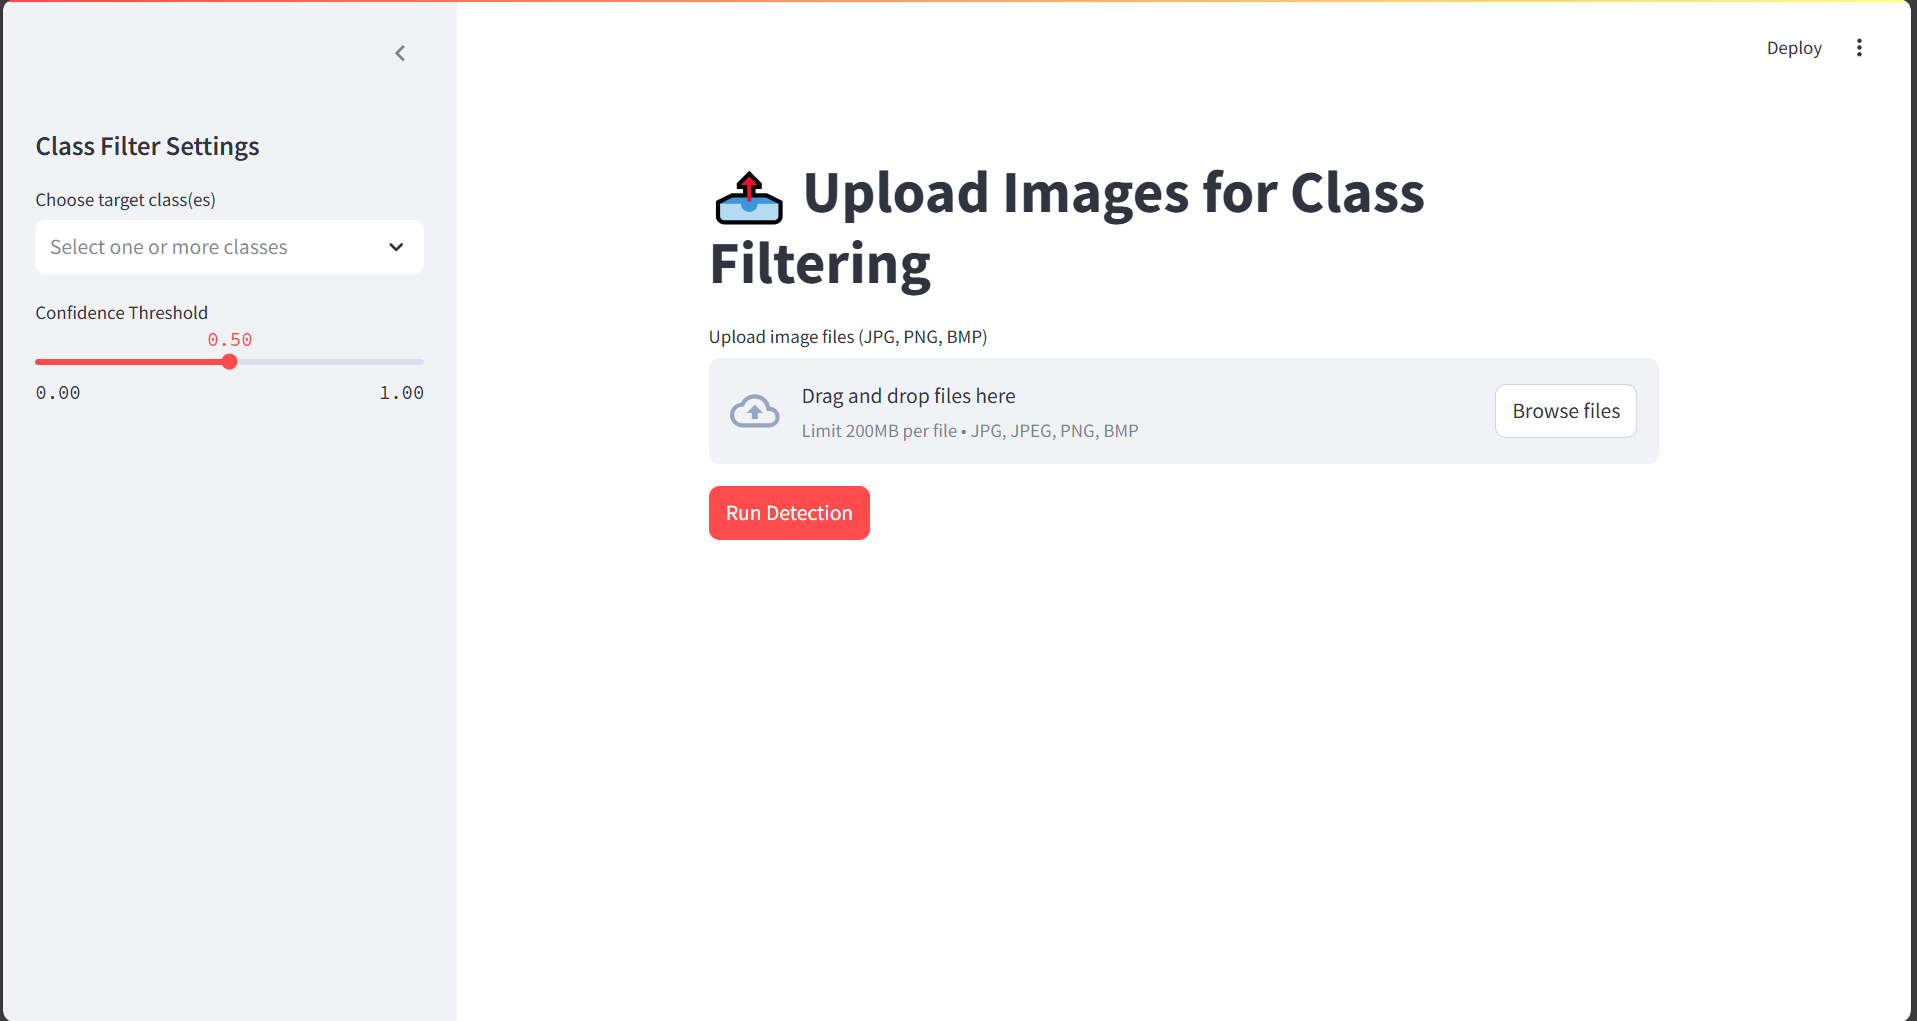 Deploy
Class Filter Settings
Choose target class(es)
Select one or more classes
Confidence Threshold
0.50
0.00 1.00
Upload Images for Class
Filtering
Upload image files (JPG, PNG, BMP)
Drag and drop files here
Limit 200MB per file • JPG, JPEG, PNG, BMP
Browse files
Run Detection